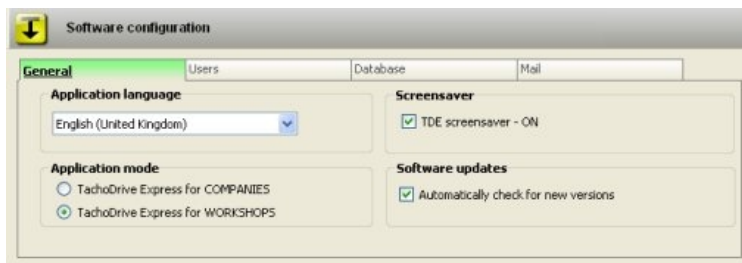 Software configuration
General
Users
Database
Mail
Application language
English (United Kingdom)
Screensaver
TDE screensaver - ON
Application mode
TachoDrive Express for COMPANIES
TachoDrive Express for WORKSHOPS
Software updates
Automatically check for new versions